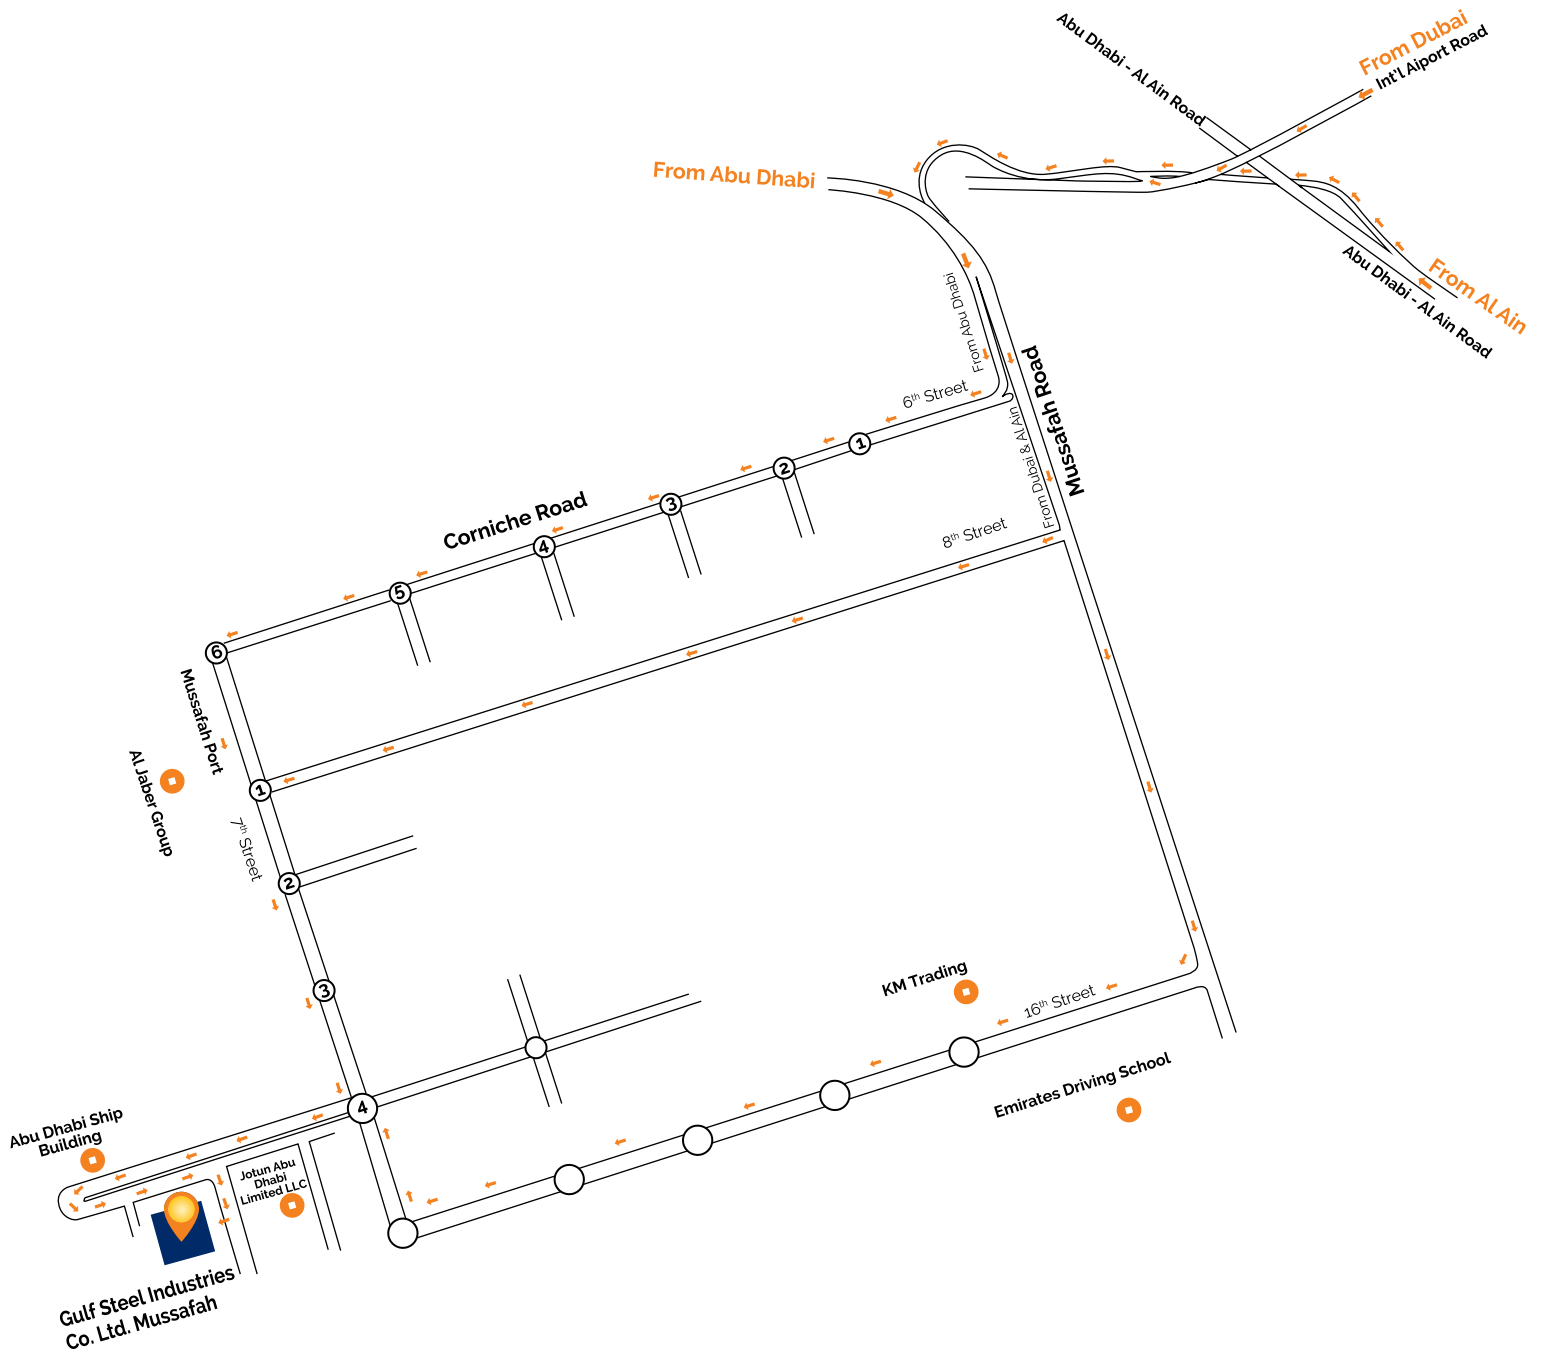 From Dubai
Int'l Aiport Road
Abu Dhabi - Al Ain Road
From Abu Dhabi
From Al Ain
Abu Dhabi - Al Ain Road
From Abu Dhabi
Mussafah Road
6th Street
From Dubai & Al Ain
1
2
3
4
5
6
Corniche Road
8th Street
Mussafah Port
Al Jaber Group
1
7th Street
2
3
4
KM Trading
16th Street
Emirates Driving School
Abu Dhabi Ship
Building
Jotun Abu
Dhabi
Limited LLC
Gulf Steel Industries
Co. Ltd. Mussafah